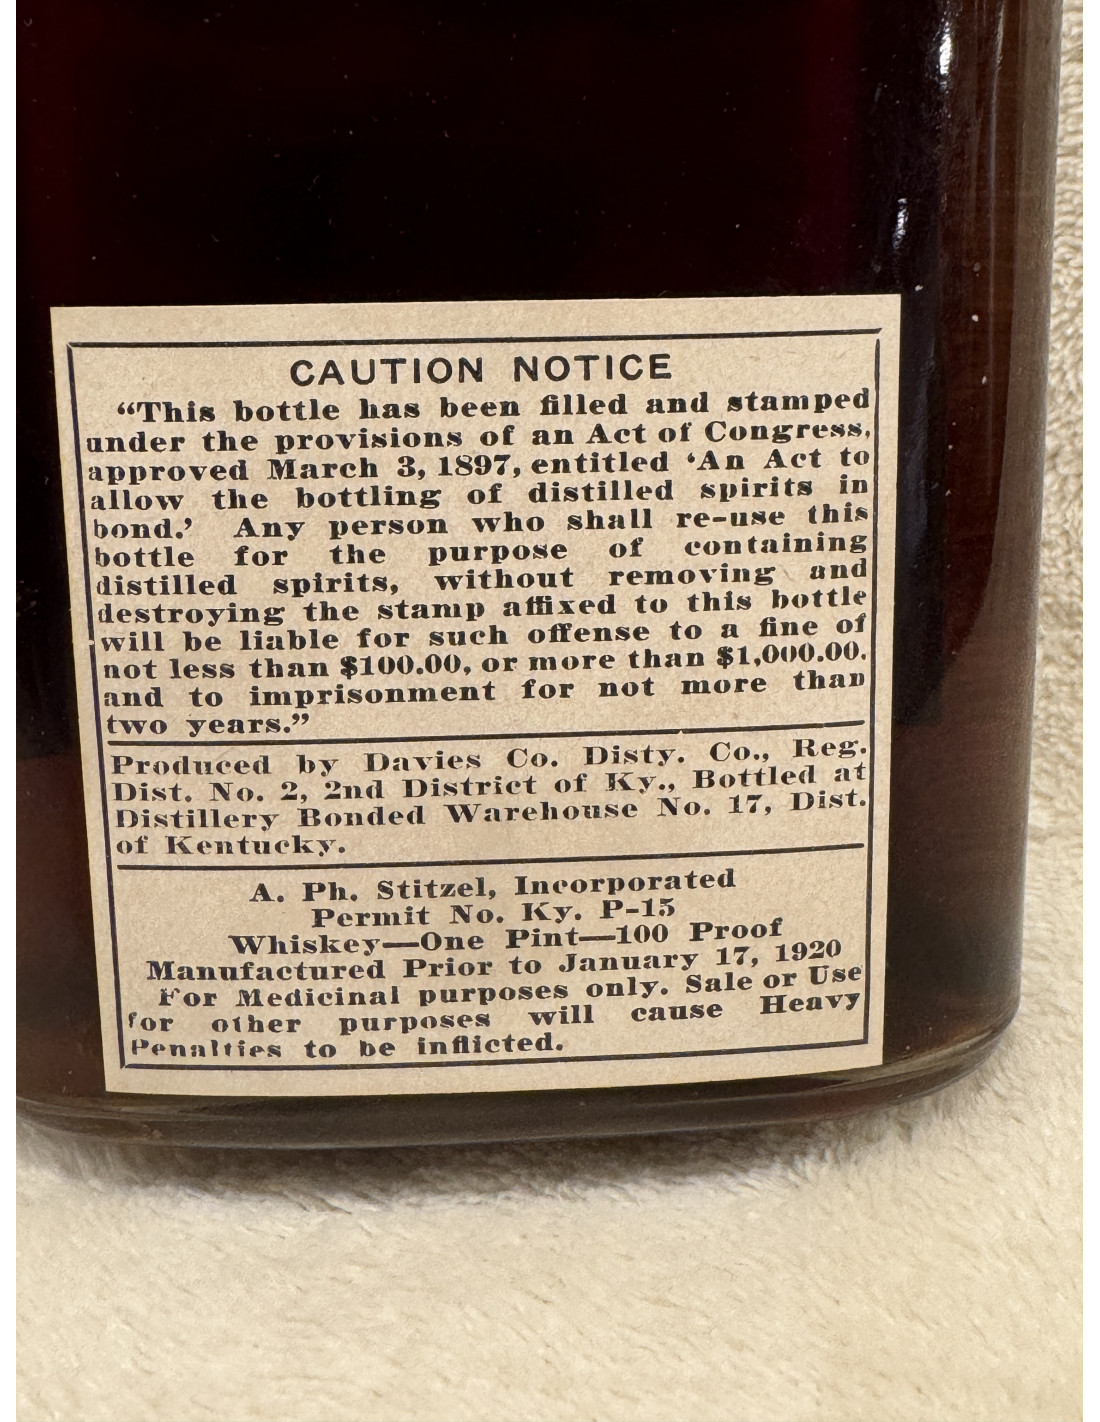 CAUTION NOTICE
“This bottle has been filled and stamped
under the provisions of an Act of Congress,
approved March 3, 1897, entitled ‘An Act to
allow the bottling of distilled spirits in
bond.’ Any person who shall re-use this
bottle for the purpose of containing
distilled spirits, without removing and
destroying the stamp affixed to this bottle
will be liable for such offense to a fine of
not less than $100.00, or more than $1,000.00,
and to imprisonment for not more than
two years.”
Produced by Davies Co. Disty. Co., Reg.
Dist. No. 2, 2nd District of Ky., Bottled at
Distillery Bonded Warehouse No. 17, Dist.
of Kentucky.
A. Ph. Stitzel, Incorporated
Permit No. Ky. P-15
Whiskey—One Pint—100 Proof
Manufactured Prior to January 17, 1920
For Medicinal purposes only. Sale or Use
for other purposes will cause Heavy
Penalties to be inflicted.